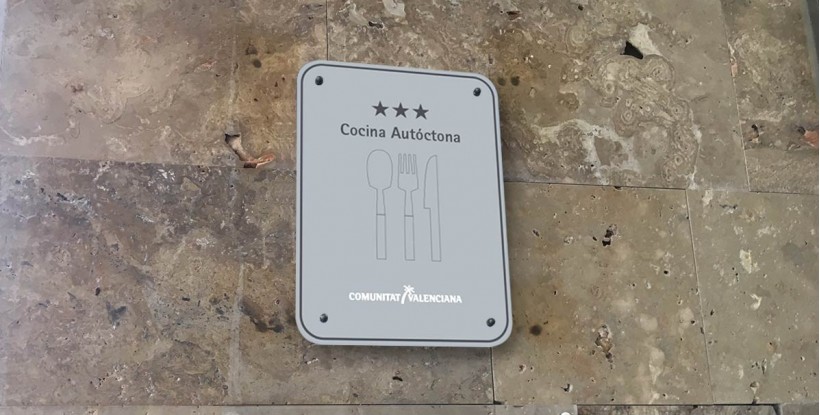 ★★★
Cocina Autóctona
COMUNITAT VALENCIANA